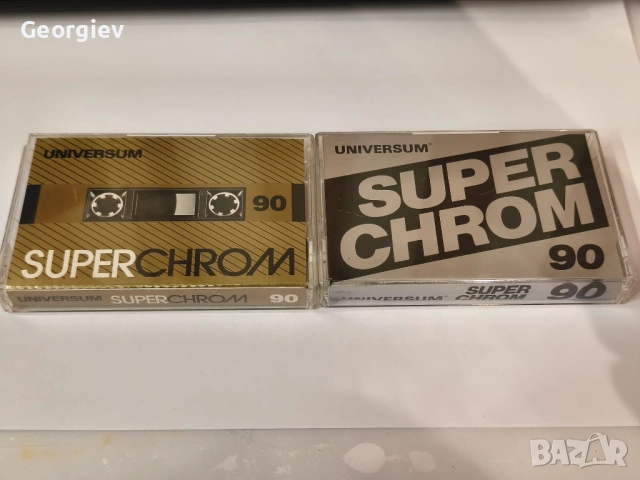 Georgiev
UNIVERSUM
90
SUPERCHROM
UNIVERSUM SUPERCHROM 90
UNIVERSUM
SUPER
CHROM
90
UNIVERSUM SUPER CHROM 90
BAZAR